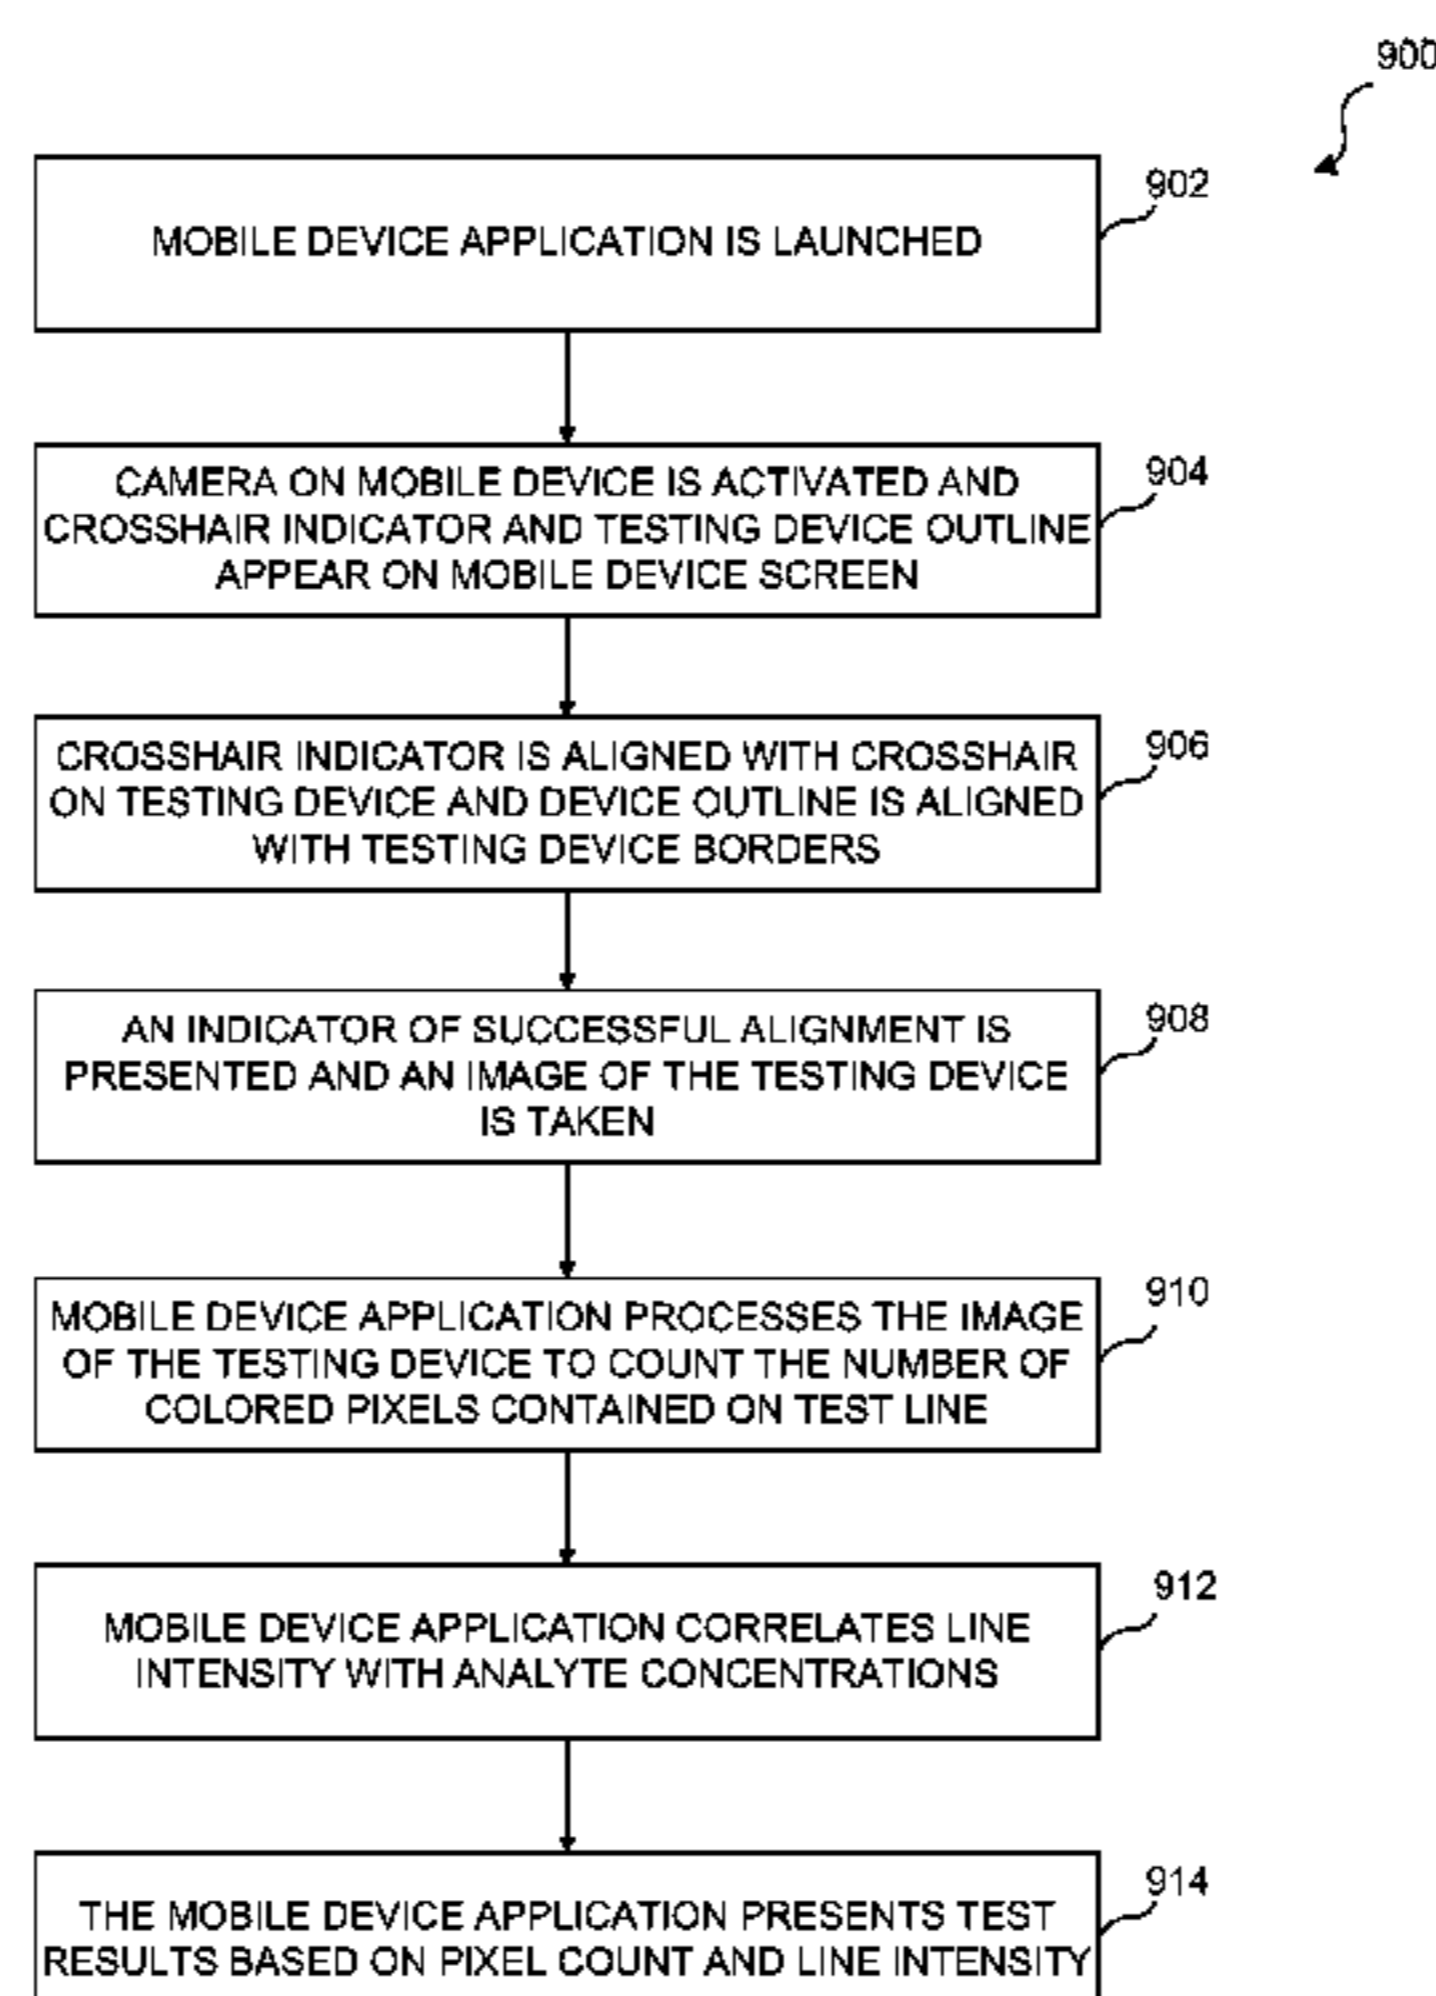 900
902
MOBILE DEVICE APPLICATION IS LAUNCHED
904
CAMERA ON MOBILE DEVICE IS ACTIVATED AND
CROSSHAIR INDICATOR AND TESTING DEVICE OUTLINE
APPEAR ON MOBILE DEVICE SCREEN
906
CROSSHAIR INDICATOR IS ALIGNED WITH CROSSHAIR
ON TESTING DEVICE AND DEVICE OUTLINE IS ALIGNED
WITH TESTING DEVICE BORDERS
908
AN INDICATOR OF SUCCESSFUL ALIGNMENT IS
PRESENTED AND AN IMAGE OF THE TESTING DEVICE
IS TAKEN
910
MOBILE DEVICE APPLICATION PROCESSES THE IMAGE
OF THE TESTING DEVICE TO COUNT THE NUMBER OF
COLORED PIXELS CONTAINED ON TEST LINE
912
MOBILE DEVICE APPLICATION CORRELATES LINE
INTENSITY WITH ANALYTE CONCENTRATIONS
914
THE MOBILE DEVICE APPLICATION PRESENTS TEST
RESULTS BASED ON PIXEL COUNT AND LINE INTENSITY